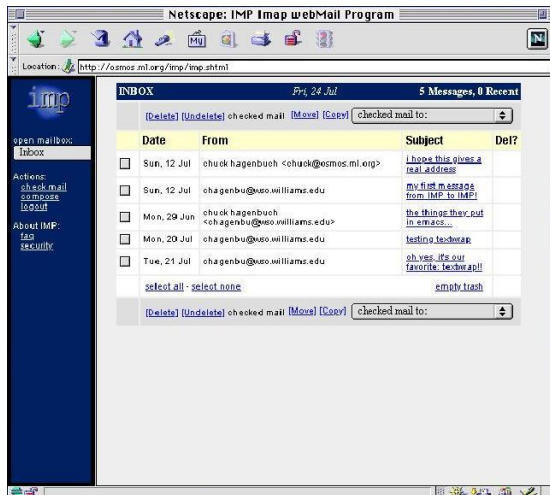 Netscape: IMP Imap webMail Program
My
N
Location: http://osmos.ml.org/imp/imp.shtml
imp
open mailbox:
Inbox
Actions:
check mail
compose
logout
About IMP:
faq
security
INBOX Fri, 24 Jul 5 Messages, 0 Recent
[Delete] [Undelete] checked mail [Move] [Copy] checked mail to:
Date From Subject Del?
Sun, 12 Jul chuck hagenbuch <chuck@osmos.ml.org> i hope this gives a
real address
Sun, 12 Jul chagenbu@wso.williams.edu my first message
from IMP to IMP!
Mon, 29 Jun chuck hagenbuch
<chagenbu@wso.williams.edu> the things they put
in emacs...
Mon, 20 Jul chagenbu@wso.williams.edu testing textwrap
Tue, 21 Jul chagenbu@wso.williams.edu oh yes, it's our
favorite: textwrap!!
select all - select none empty trash
[Delete] [Undelete] checked mail [Move] [Copy] checked mail to: